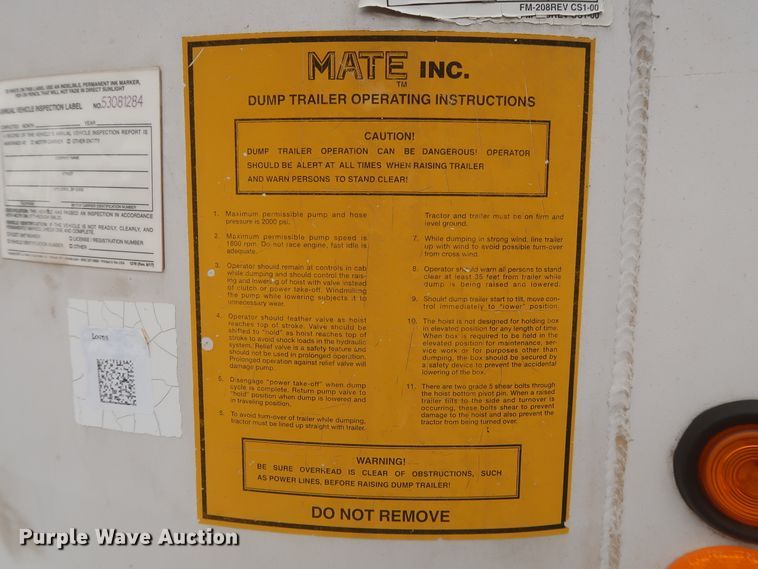 FM-208REV CS1-00
ANNUAL VEHICLE INSPECTION LABEL NO. 53081284
Lovns
MATE INC.
TM
DUMP TRAILER OPERATING INSTRUCTIONS
CAUTION!
DUMP TRAILER OPERATION CAN BE DANGEROUS! OPERATOR
SHOULD BE ALERT AT ALL TIMES WHEN RAISING TRAILER
AND WARN PERSONS TO STAND CLEAR!
1. Maximum permissible pump and hose
pressure is 2000 psi.
2. Maximum permissible pump speed is
1800 rpm. Do not race engine, fast idle is
adequate.
3. Operator should remain at controls in cab
while dumping and should control the rais-
ing and lowering of hoist with valve instead
of clutch or power take-off. Windmilling
the pump while lowering subjects it to
unnecessary wear.
4. Operator should feather valve as hoist
reaches top of stroke. Valve should be
shifted to "hold" as hoist reaches top of
stroke to avoid shock loads in the hydraulic
system. Relief valve is a safety feature and
should not be used in prolonged operation.
Prolonged operation against relief valve will
damage pump.
5. Disengage "power take-off" when dump
cycle is complete. Return pump valve to
"hold" position when dump is lowered and
in traveling position.
6. To avoid turn-over of trailer while dumping,
tractor must be lined up straight with trailer.
Tractor and trailer must be on firm and
level ground.
7. While dumping in strong wind, line trailer
up with wind to avoid possible turn-over
from cross wind.
8. Operator should warn all persons to stand
clear at least 35 feet from trailer while
dump is being raised and lowered.
9. Should dump trailer start to tilt, move con-
trol immediately to "lower" position.
10. The hoist is not designed for holding box
in elevated position for any length of time.
When box is required to be held in the
elevated position for maintenance, ser-
vice work or for purposes other than
dumping, the box should be secured by
a safety device to prevent the accidental
lowering of the box.
11. There are two grade 5 shear bolts through
the hoist bottom pivot pin. When a raised
trailer tilts to the side and turnover is
occurring, these bolts shear to prevent
damage to the hoist and also prevent the
tractor from being turned over.
WARNING!
BE SURE OVERHEAD IS CLEAR OF OBSTRUCTIONS, SUCH
AS POWER LINES, BEFORE RAISING DUMP TRAILER!
DO NOT REMOVE
Purple Wave Auction